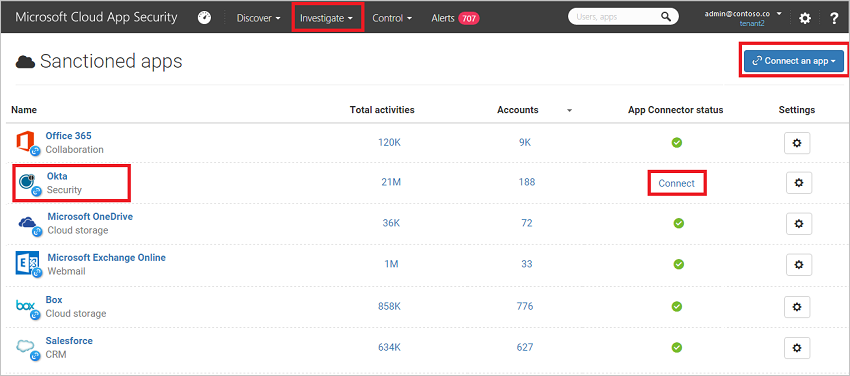 Microsoft Cloud App Security Discover Investigate Control Alerts 707 Users, apps admin@contoso.co ?
tenant2
Sanctioned apps Connect an app
Name Total activities Accounts App Connector status Settings
Office 365
Collaboration 120K 9K
Okta
Security 21M 188 Connect
Microsoft OneDrive
Cloud storage 36K 72
Microsoft Exchange Online
Webmail 1M 33
Box
Cloud storage 858K 776
Salesforce
CRM 634K 627